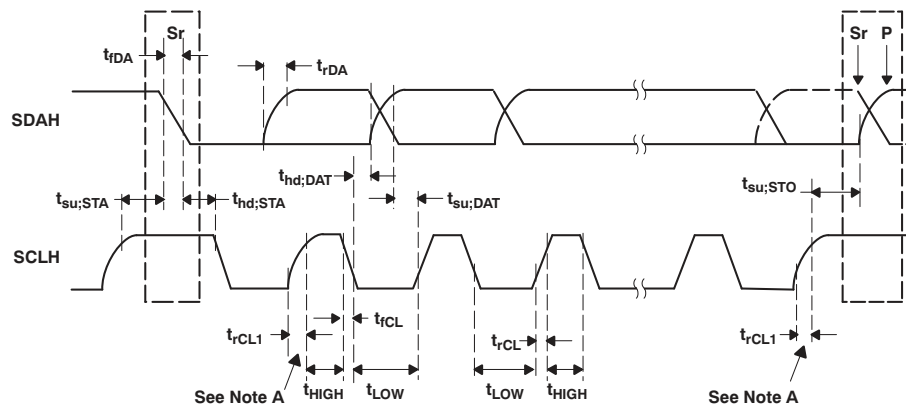 Sr
Sr P
tfDA
trDA
SDAH
thd;DAT
tsu;STA
thd;STA
tsu;DAT
tsu;STO
SCLH
tfCL
trCL1
trCL
trCL1
See Note A
tHIGH
tLOW
tLOW
tHIGH
See Note A